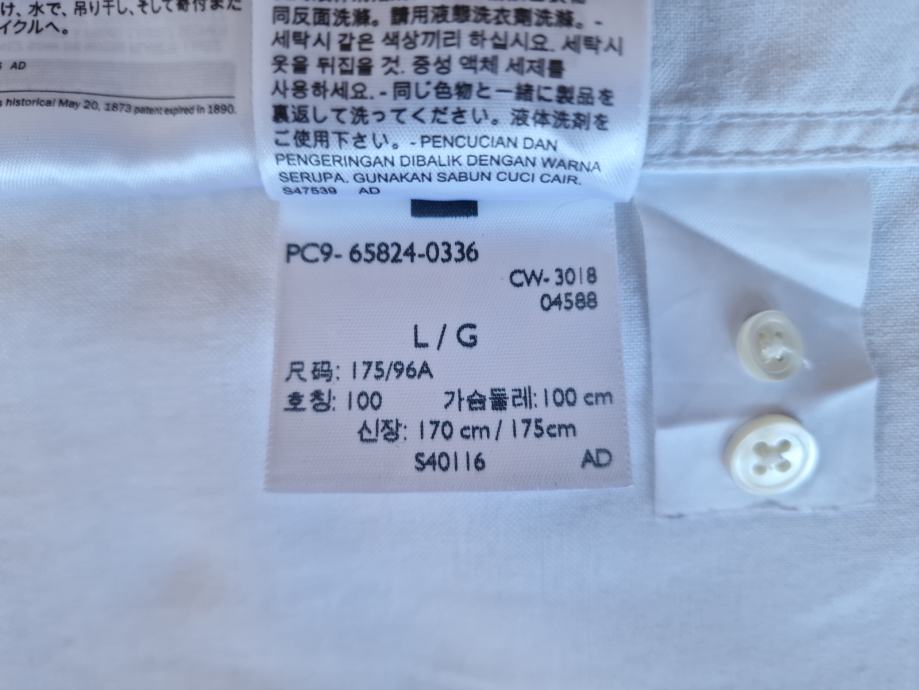 け、水で、吊り干し、そして寄付また
イクルへ。
AD
historical May 20, 1873 patent expired in 1890.
同反面洗滌。請用液態洗衣劑洗滌。-
세탁시 같은 색상끼리 하십시요. 세탁시
옷을 뒤집을 것. 중성 액체 세제를
사용하세요. - 同じ色物と一緒に製品を
裏返して洗ってください。液体洗剤を
ご使用下さい。- PENCUCIAN DAN
PENGERINGAN DIBALIK DENGAN WARNA
SERUPA. GUNAKAN SABUN CUCI CAIR.
S47539 AD
PC9- 65824-0336
CW- 3018
04588
L / G
尺码: 175/96A
호칭: 100 가슴둘레: 100 cm
신장: 170 cm / 175cm
S40116 AD